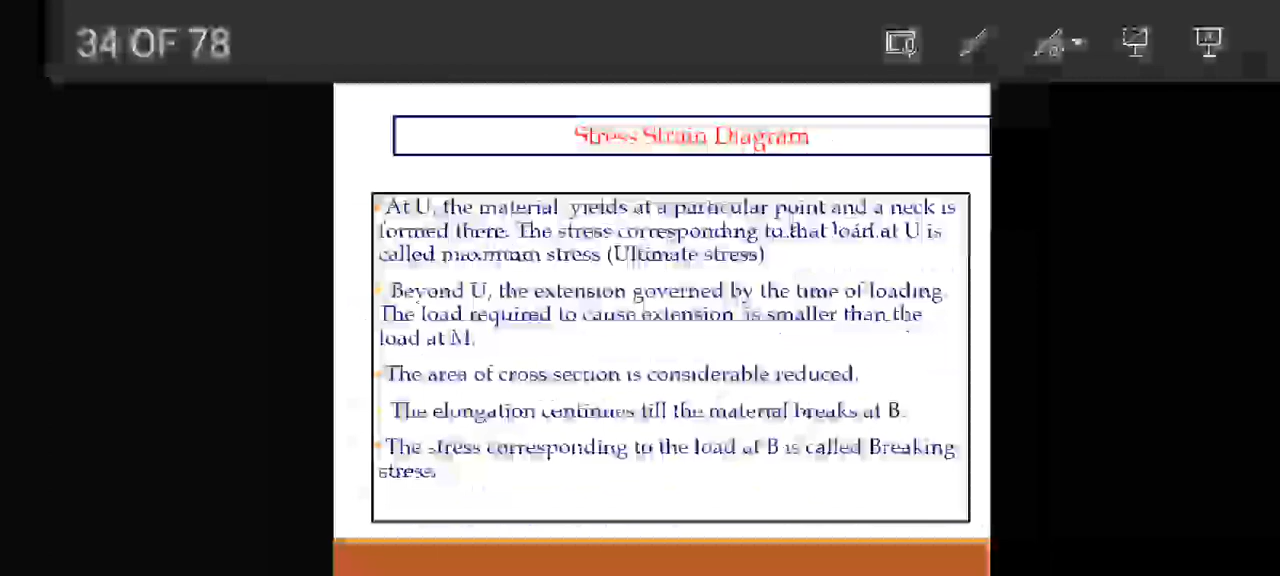 34 OF 78
Stress Strain Diagram
At U, the material yields at a particular point and a neck is
formed there. The stress corresponding to that load at U is
called maximum stress (Ultimate stress)
Beyond U, the extension governed by the time of loading.
The load required to cause extension is smaller than the
load at M.
The area of cross section is considerable reduced.
The elongation continues till the material breaks at B.
The stress corresponding to the load at B is called Breaking
stress.